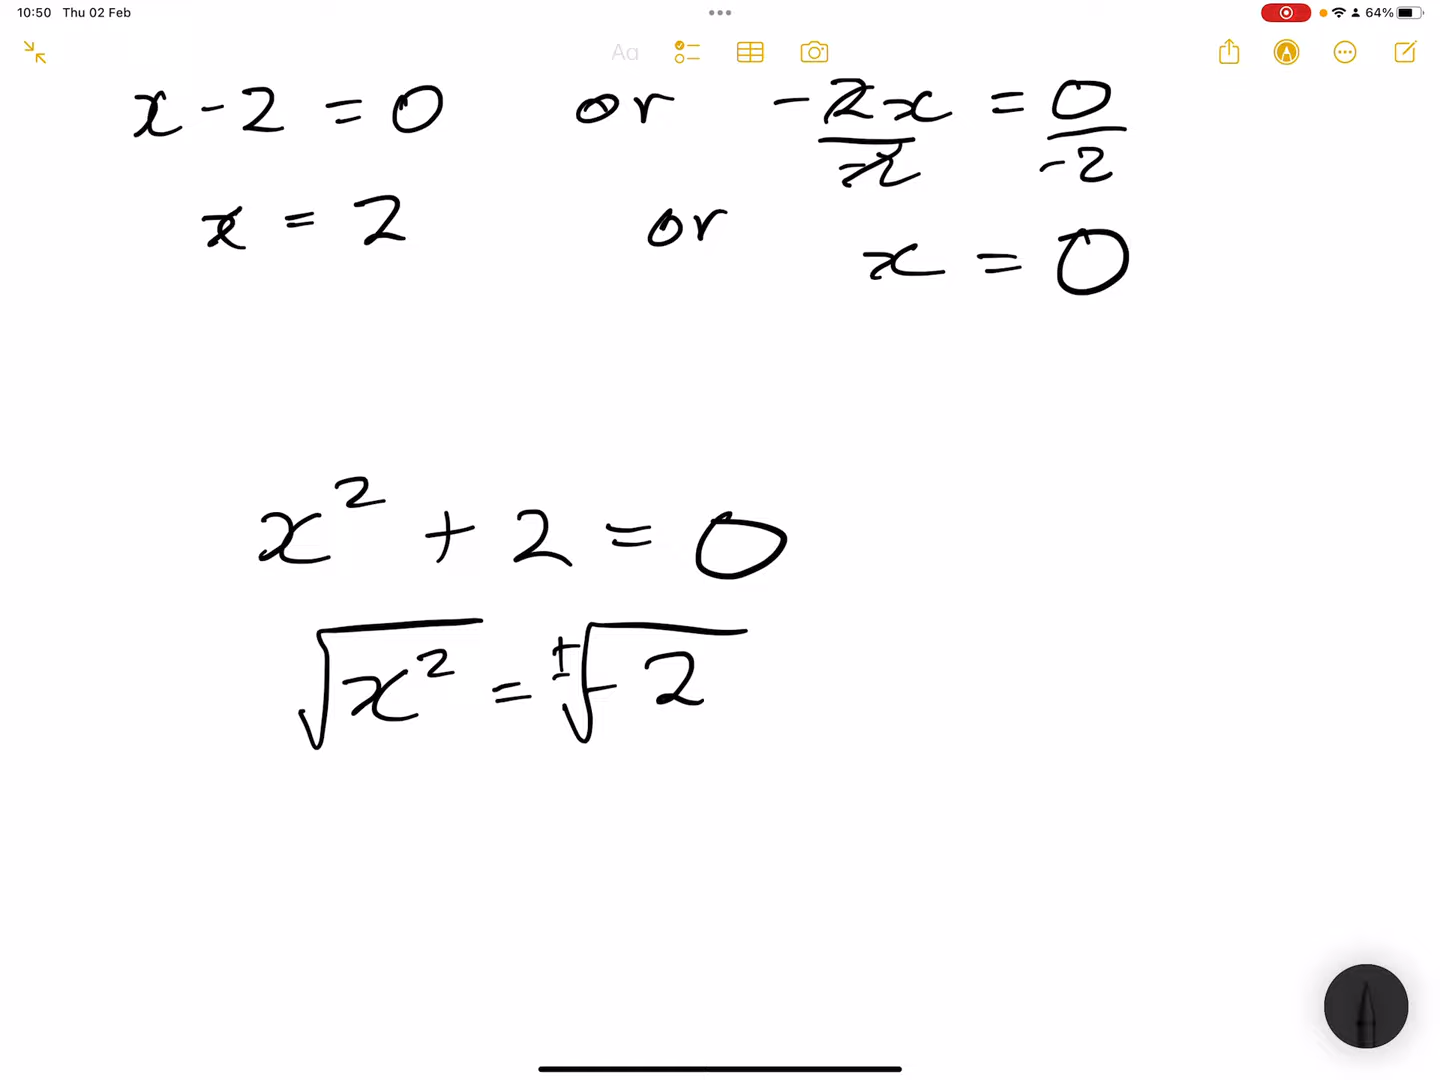 10:50 Thu 02 Feb 64%
Aa
x - 2 = 0 or -2x/-2 = 0/-2
x = 2 or x = 0
x² + 2 = 0
√x² = ±√-2